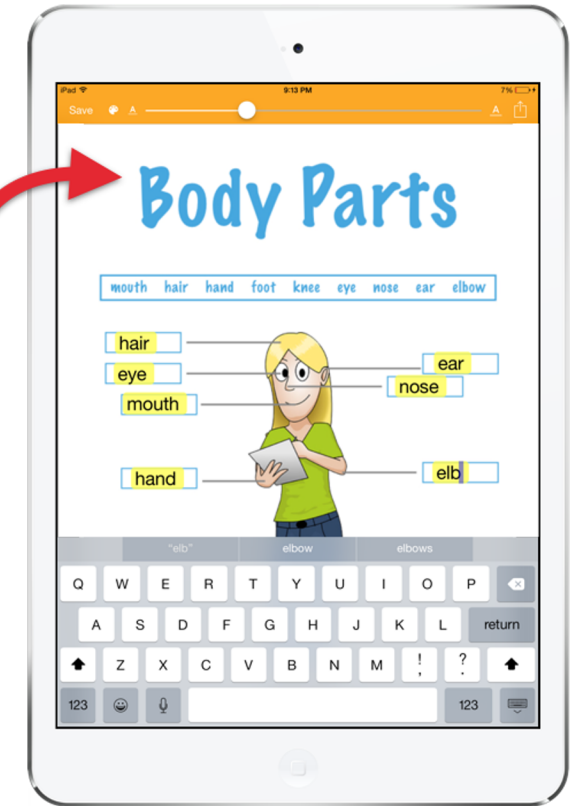 iPad 9:13 PM 7%
Save A A
Body Parts
mouth hair hand foot knee eye nose ear elbow
hair
ear
eye
nose
mouth
hand
elb
"elb" elbow elbows
Q W E R T Y U I O P
A S D F G H J K L return
Z X C V B N M ! , ? .
123 123